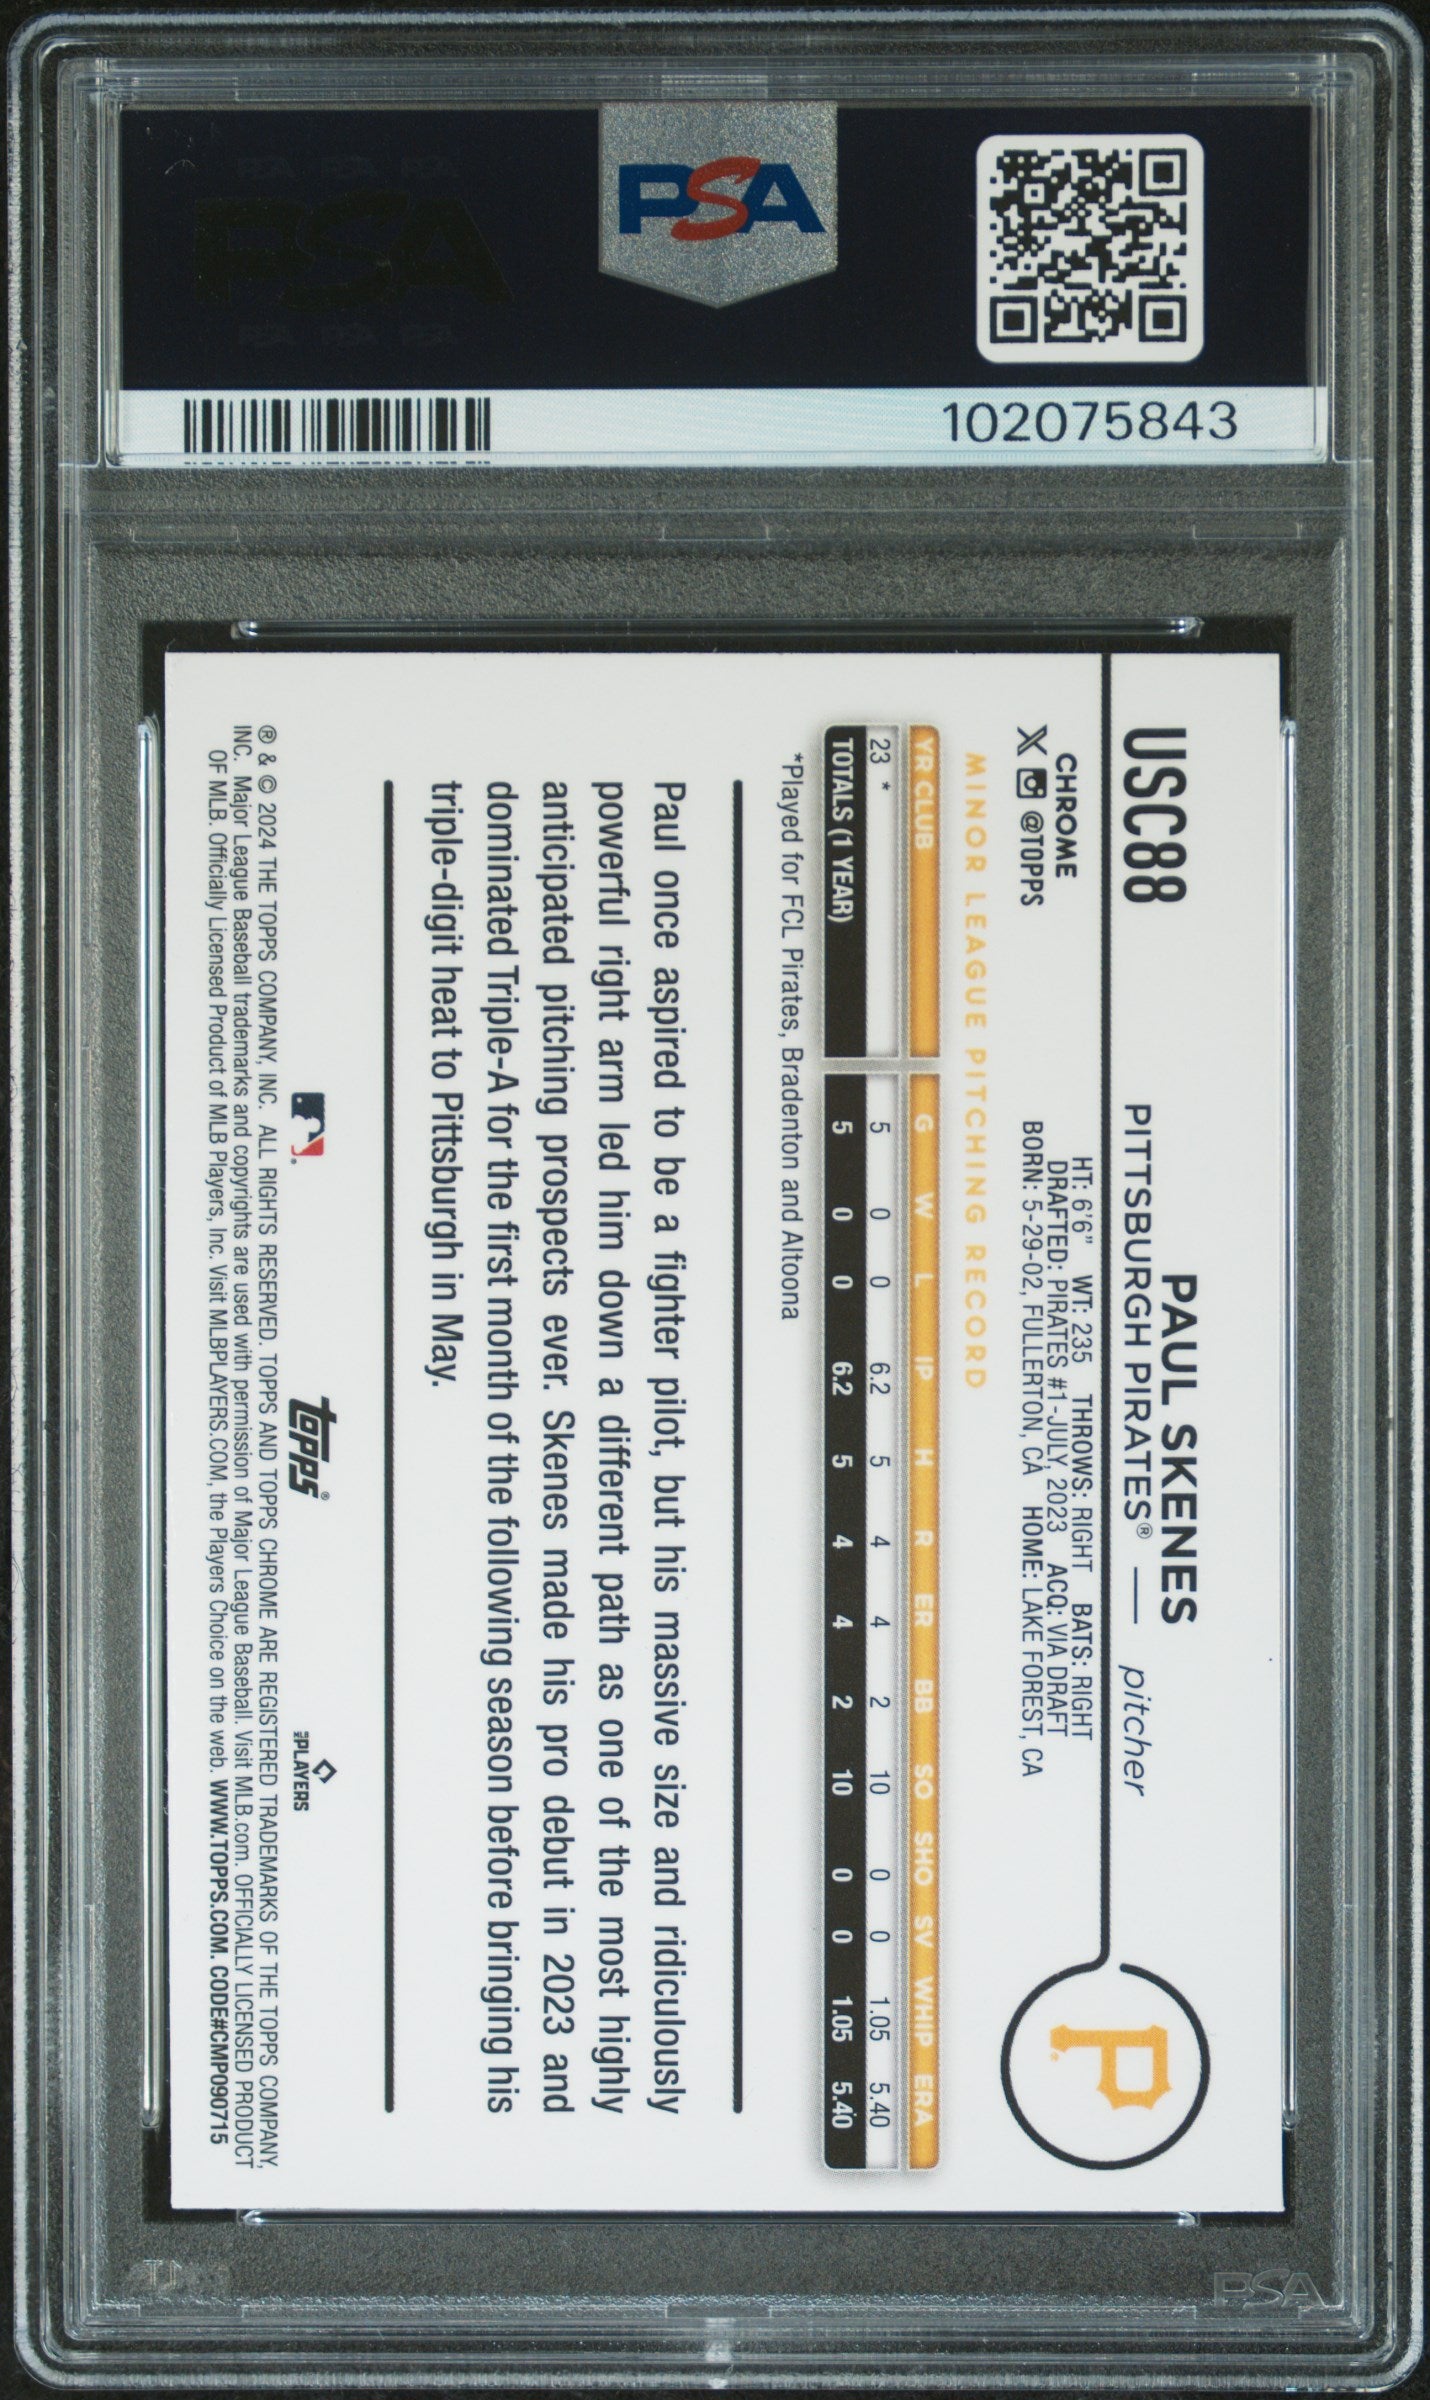 PSA
102075843
USC88
PAUL SKENES
PITTSBURGH PIRATES® — pitcher
P
CHROME
X @TOPPS
HT: 6'6" WT: 235 THROWS: RIGHT BATS: RIGHT
DRAFTED: PIRATES #1-JULY, 2023 ACQ: VIA DRAFT
BORN: 5-29-02, FULLERTON, CA HOME: LAKE FOREST, CA
MINOR LEAGUE PITCHING RECORD
YR CLUB G W L IP H R ER BB SO SHO SV WHIP ERA
23 * 5 0 0 6.2 5 4 4 2 10 0 0 1.05 5.40
TOTALS (1 YEAR) 5 0 0 6.2 5 4 4 2 10 0 0 1.05 5.40
*Played for FCL Pirates, Bradenton and Altoona
Paul once aspired to be a fighter pilot, but his massive size and ridiculously
powerful right arm led him down a different path as one of the most highly
anticipated pitching prospects ever. Skenes made his pro debut in 2023 and
dominated Triple-A for the first month of the following season before bringing his
triple-digit heat to Pittsburgh in May.
topps®
PLAYERS
® & © 2024 THE TOPPS COMPANY, INC. ALL RIGHTS RESERVED. TOPPS AND TOPPS CHROME ARE REGISTERED TRADEMARKS OF THE TOPPS COMPANY,
INC. Major League Baseball trademarks and copyrights are used with permission of Major League Baseball. Visit MLB.com. OFFICIALLY LICENSED PRODUCT
OF MLB. Officially Licensed Product of MLB Players, Inc. Visit MLBPLAYERS.COM, the Players Choice on the web. WWW.TOPPS.COM. CODE#CMP090715
PSA